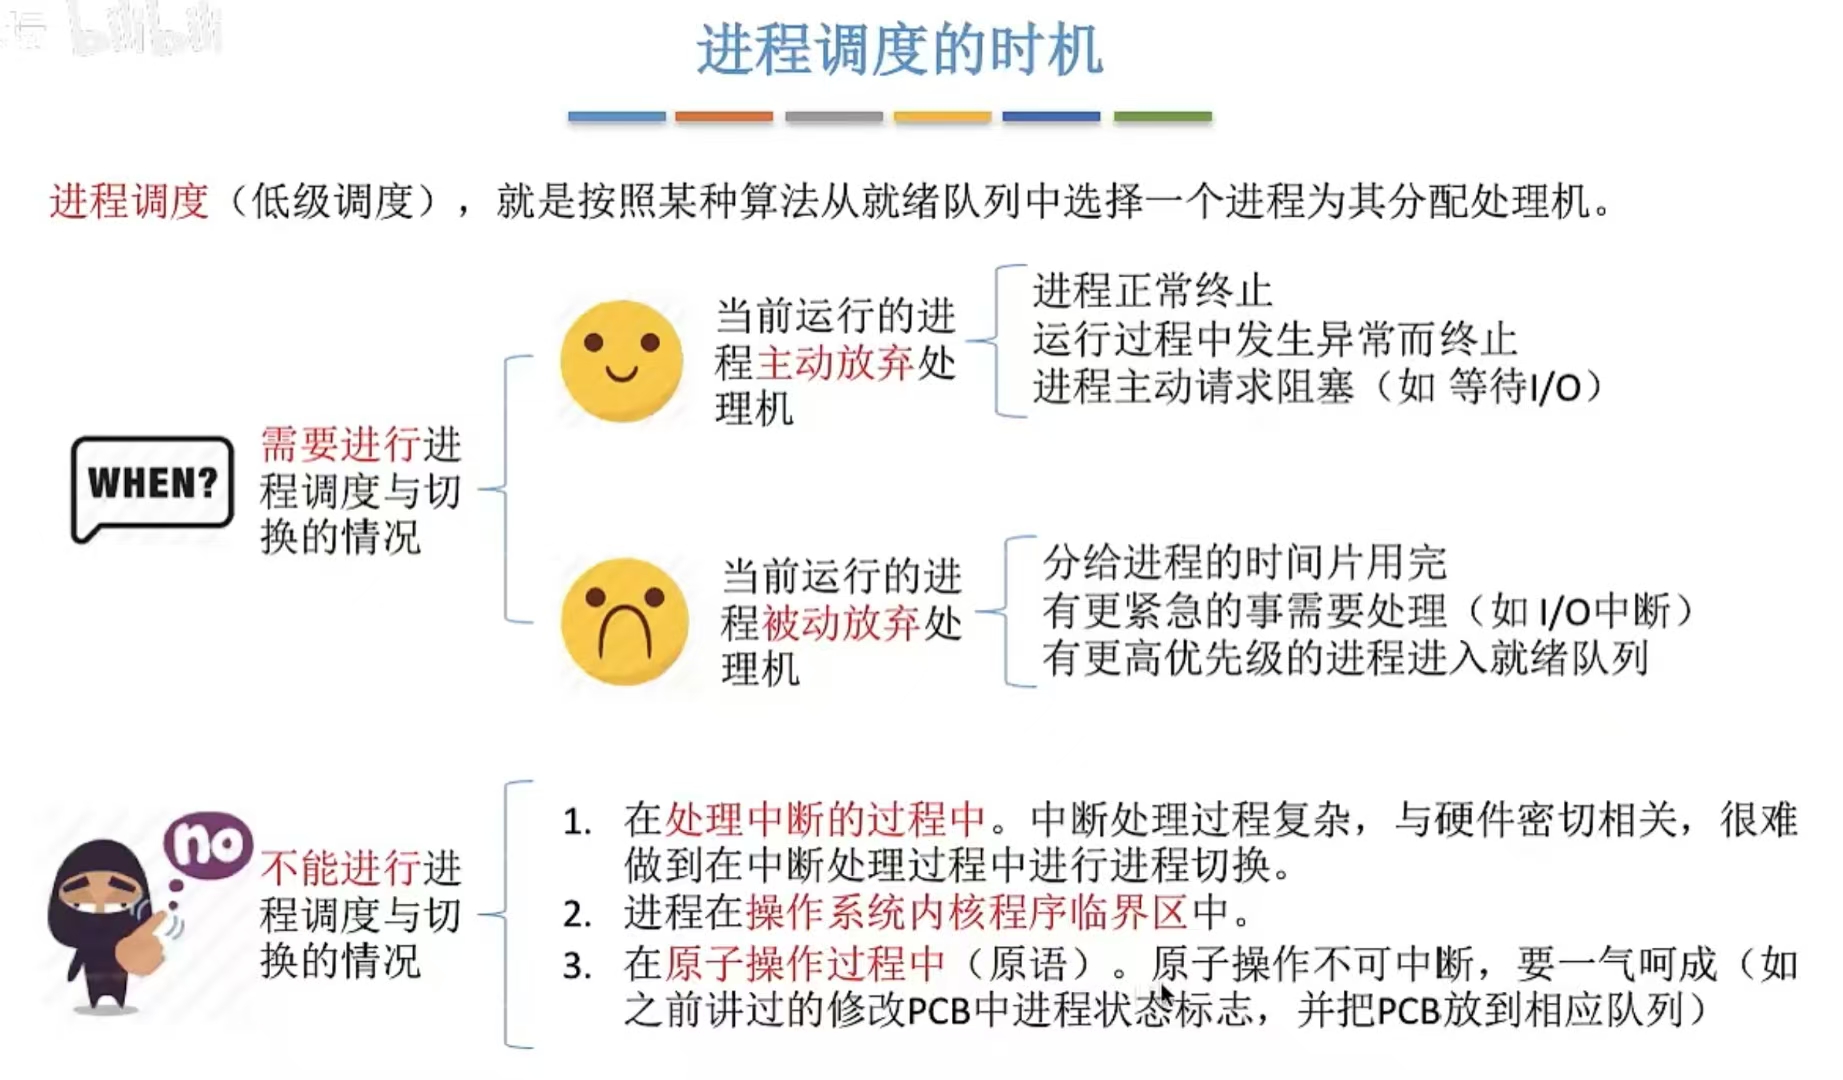 bilibili
进程调度的时机
进程调度（低级调度），就是按照某种算法从就绪队列中选择一个进程为其分配处理机。
WHEN?
需要进行进
程调度与切
换的情况
当前运行的进
程主动放弃处
理机
进程正常终止
运行过程中发生异常而终止
进程主动请求阻塞（如 等待I/O）
当前运行的进
程被动放弃处
理机
分给进程的时间片用完
有更紧急的事需要处理（如 I/O中断）
有更高优先级的进程进入就绪队列
no
不能进行进
程调度与切
换的情况
1. 在处理中断的过程中。中断处理过程复杂，与硬件密切相关，很难
做到在中断处理过程中进行进程切换。
2. 进程在操作系统内核程序临界区中。
3. 在原子操作过程中（原语）。原子操作不可中断，要一气呵成（如
之前讲过的修改PCB中进程状态标志，并把PCB放到相应队列）